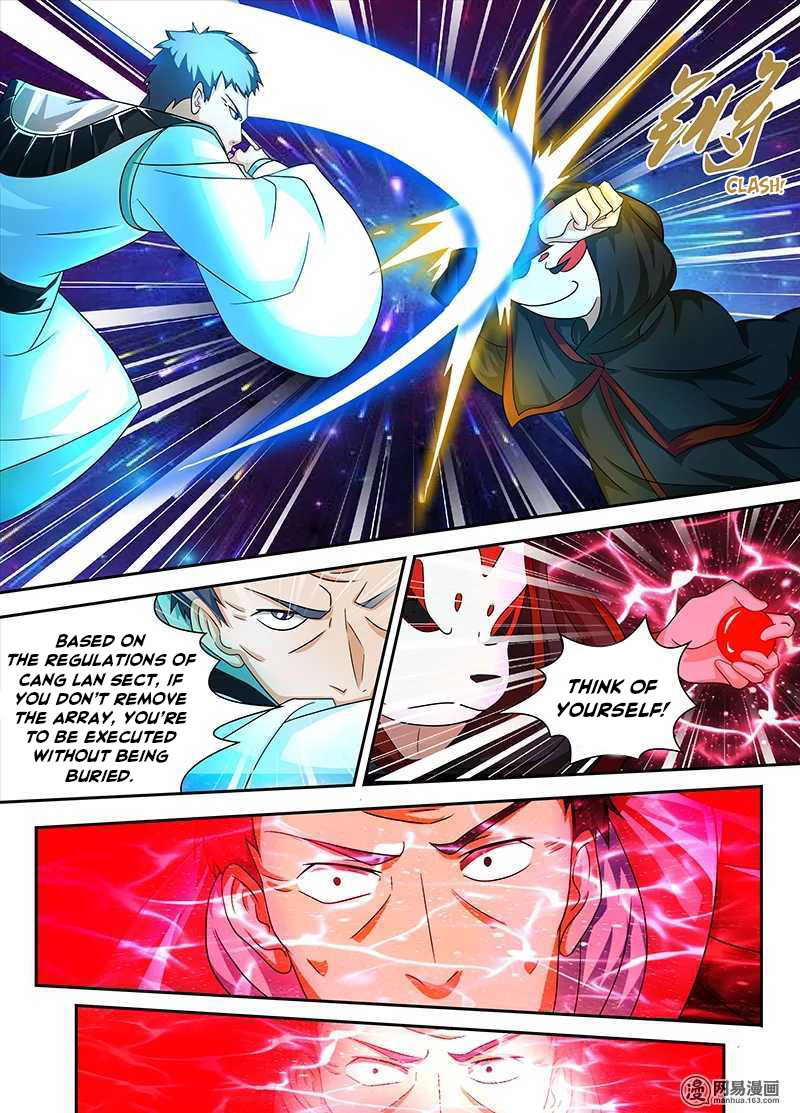 锵
CLASH!
BASED ON
THE REGULATIONS OF
CANG LAN SECT, IF
YOU DON'T REMOVE
THE ARRAY, YOU'RE
TO BE EXECUTED
WITHOUT BEING
BURIED.
THINK OF
YOURSELF!
网易漫画
manhua.163.com